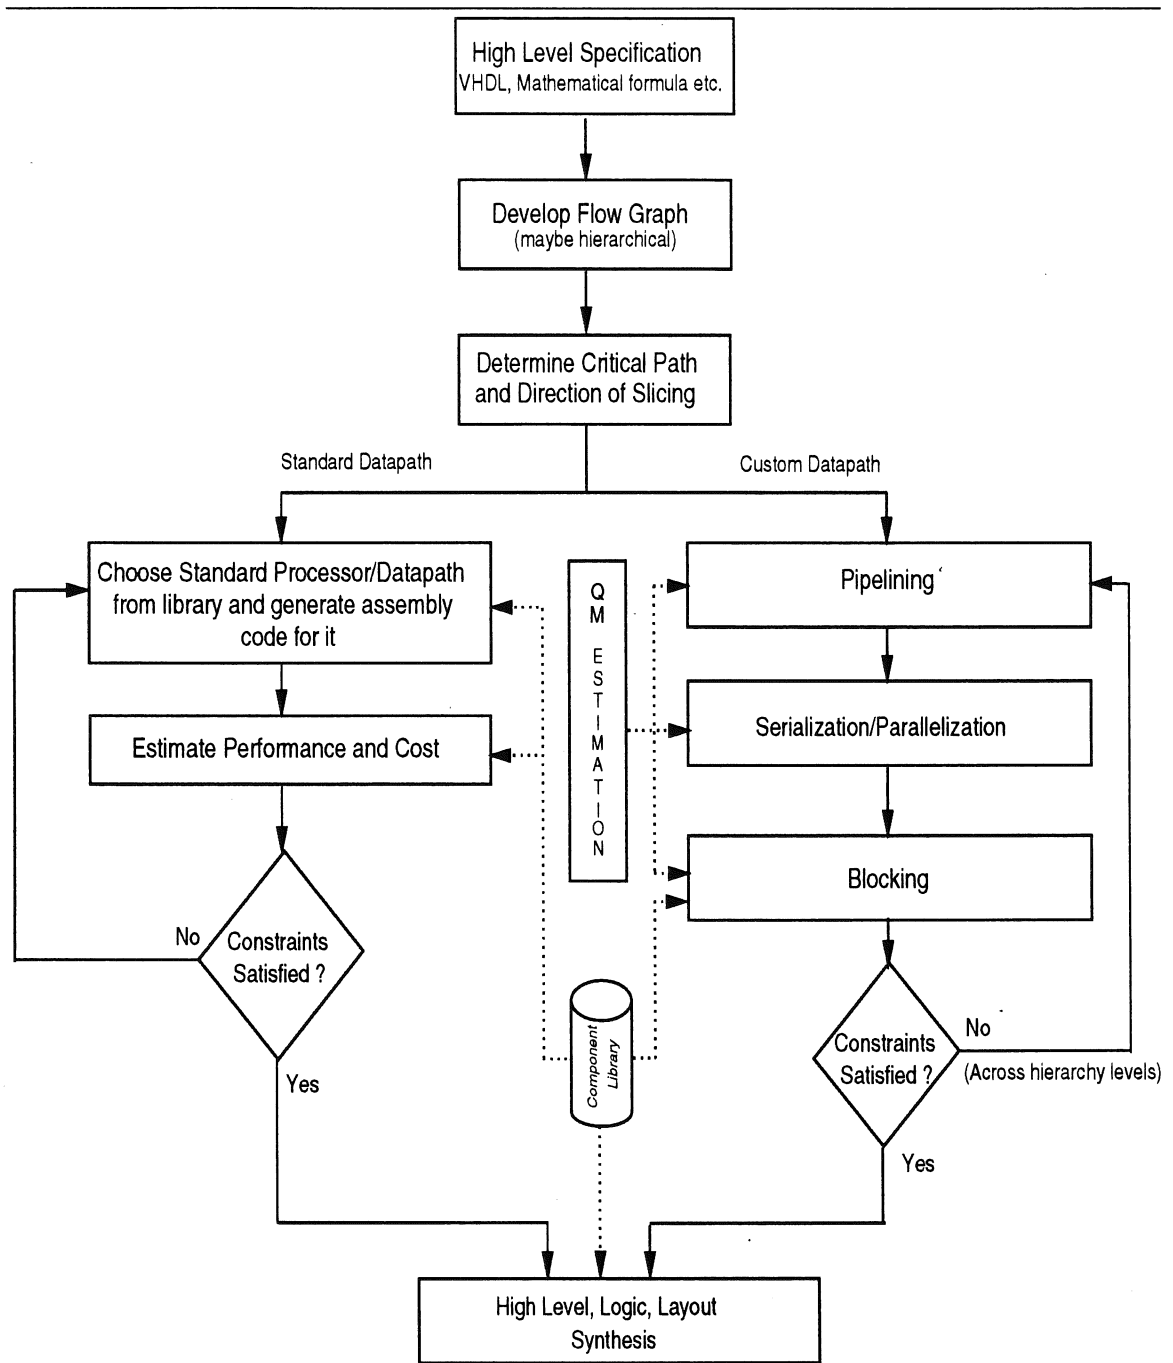 High Level Specification
VHDL, Mathematical formula etc.
Develop Flow Graph
(maybe hierarchical)
Determine Critical Path
and Direction of Slicing
Standard Datapath
Custom Datapath
Choose Standard Processor/Datapath
from library and generate assembly
code for it
QM ESTIMATION
Pipelining
Estimate Performance and Cost
Serialization/Parallelization
Blocking
No
Constraints
Satisfied ?
Yes
Component
Library
Constraints
Satisfied ?
No
(Across hierarchy levels)
Yes
High Level, Logic, Layout
Synthesis